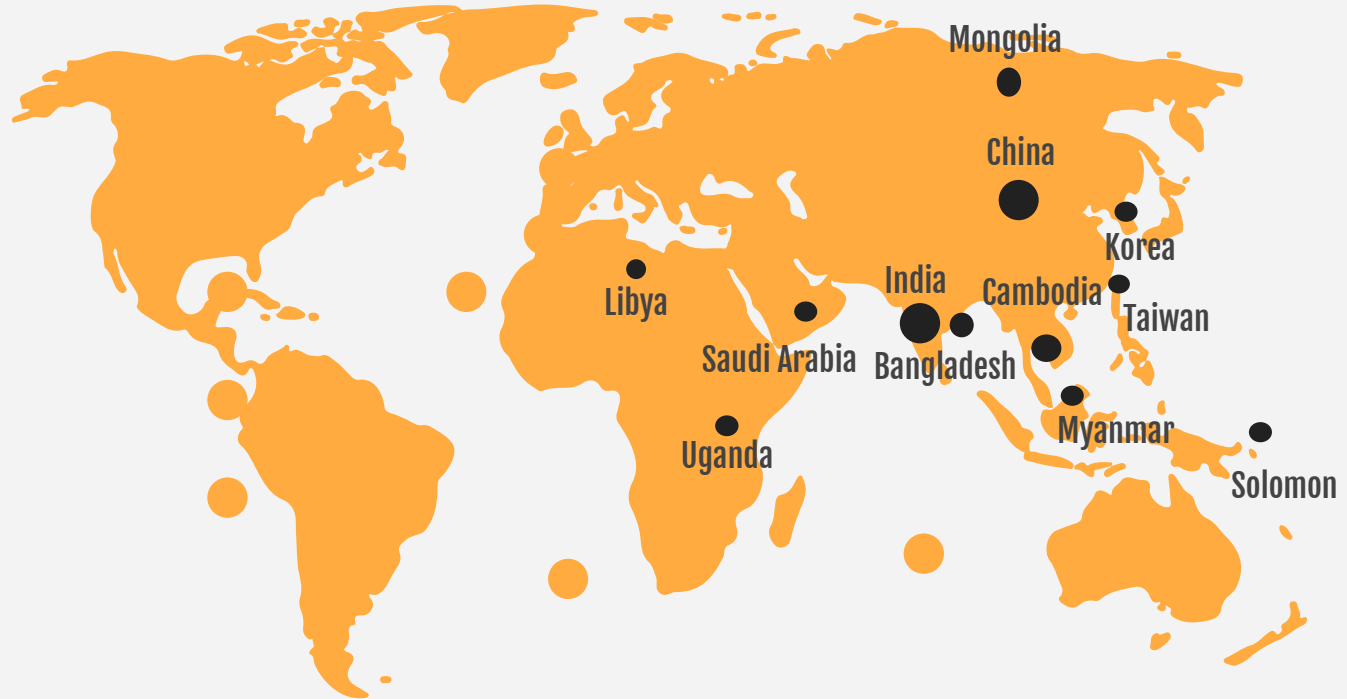 Mongolia
China
Korea
India
Cambodia
Libya
Taiwan
Saudi Arabia
Bangladesh
Myanmar
Uganda
Solomon